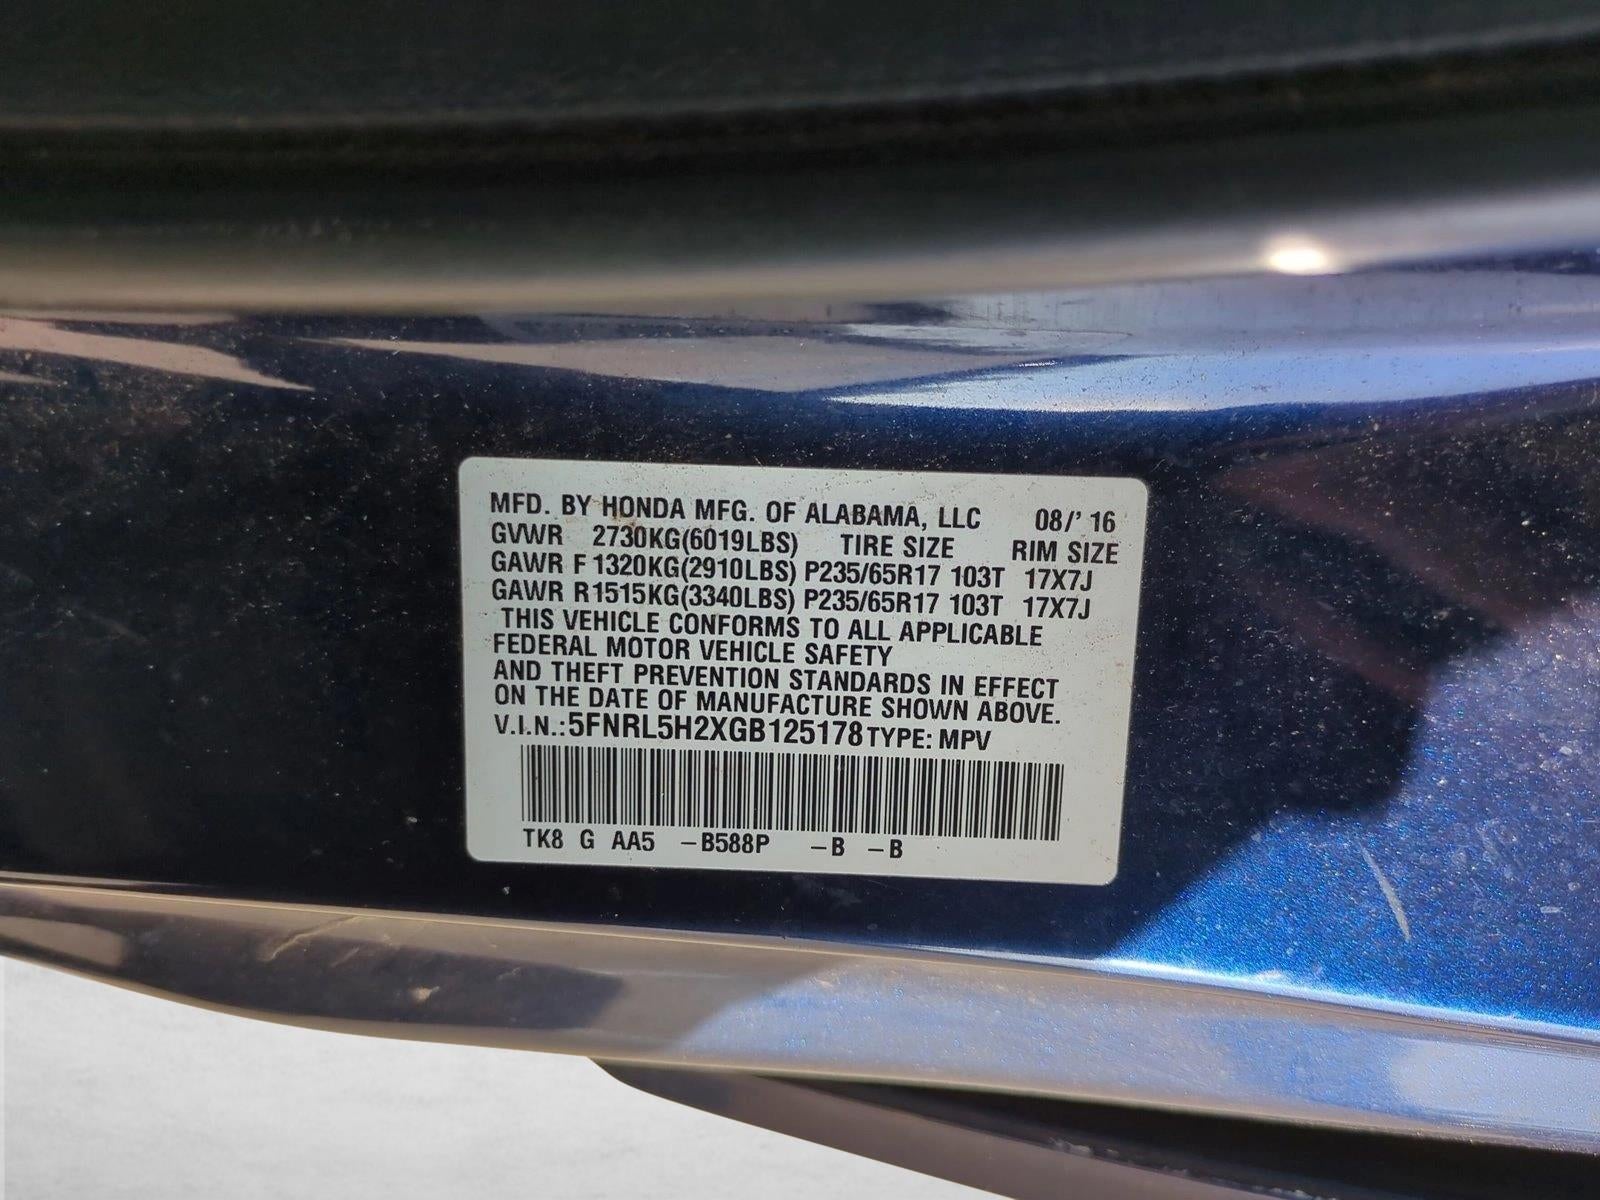 MFD. BY HONDA MFG. OF ALABAMA, LLC 08/' 16
GVWR 2730KG(6019LBS) TIRE SIZE RIM SIZE
GAWR F 1320KG(2910LBS) P235/65R17 103T 17X7J
GAWR R1515KG(3340LBS) P235/65R17 103T 17X7J
THIS VEHICLE CONFORMS TO ALL APPLICABLE
FEDERAL MOTOR VEHICLE SAFETY
AND THEFT PREVENTION STANDARDS IN EFFECT
ON THE DATE OF MANUFACTURE SHOWN ABOVE.
V.I.N.:5FNRL5H2XGB125178TYPE: MPV
TK8 G AA5 -B588P -B -B